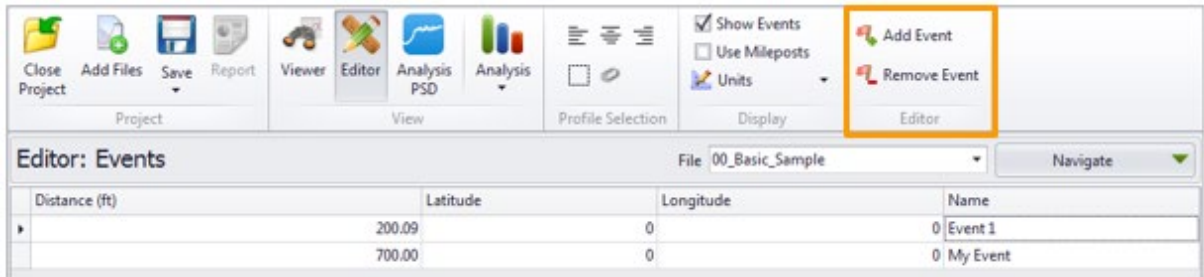 Close Project
Add Files
Save
Report
Project
Viewer
Editor
Analysis PSD
Analysis
View
Profile Selection
Show Events
Use Mileposts
Units
Display
Add Event
Remove Event
Editor
Editor: Events
File 00_Basic_Sample
Navigate
Distance (ft) Latitude Longitude Name
200.09 0 0 Event 1
700.00 0 0 My Event